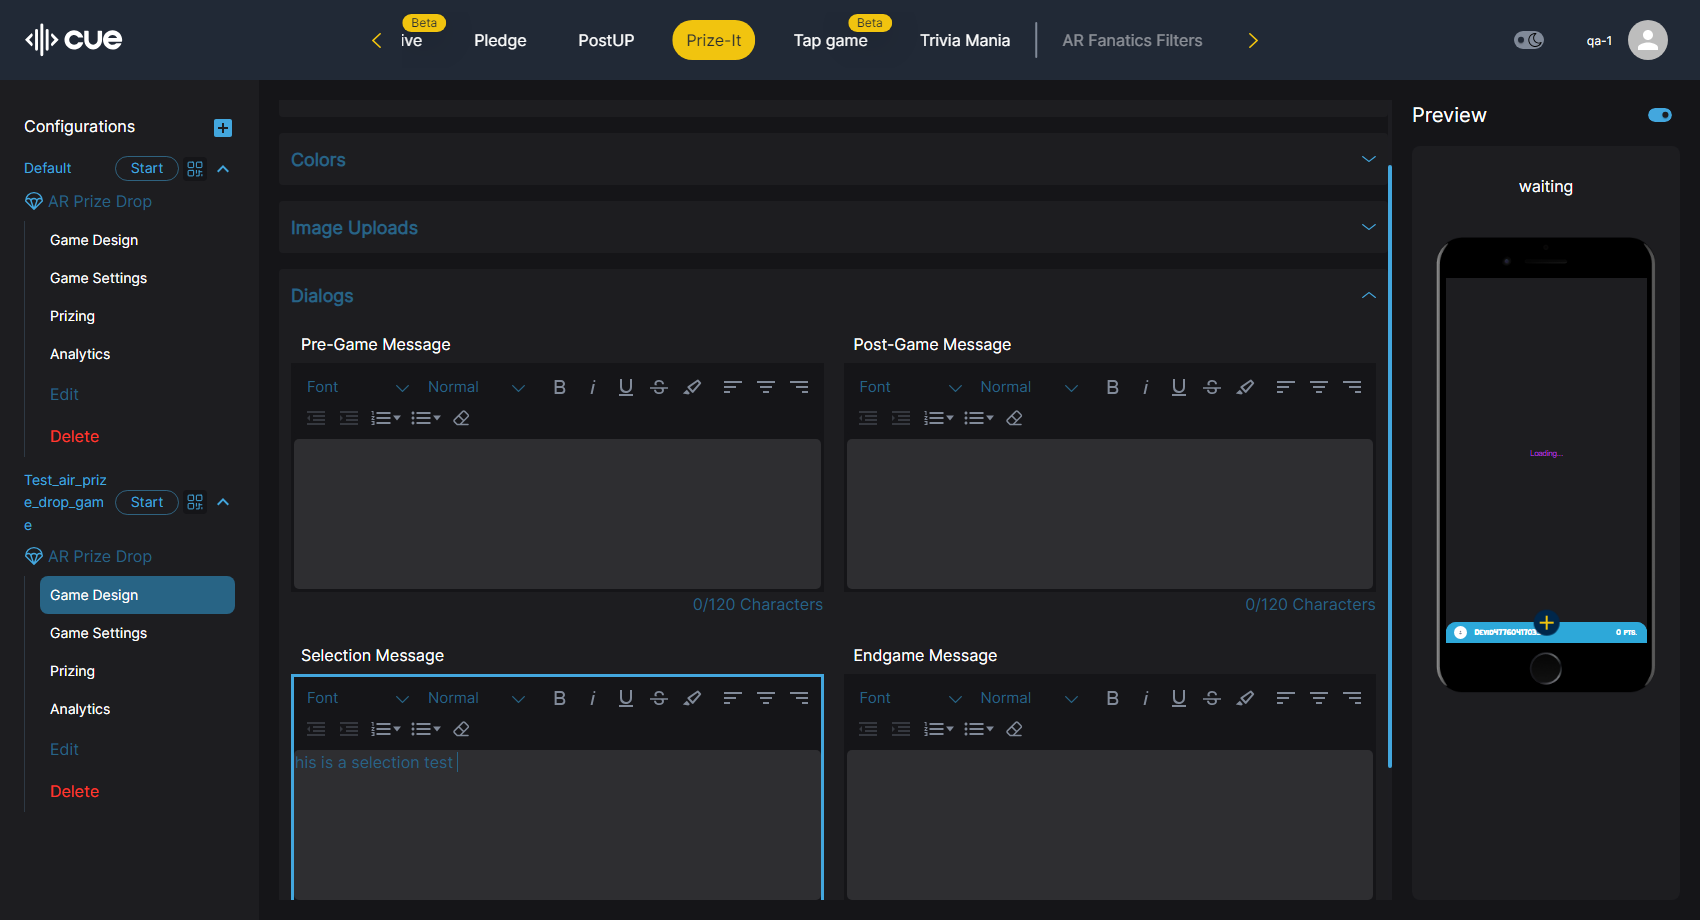 cue
Beta
ive
Pledge
PostUP
Prize-It
Beta
Tap game
Trivia Mania
AR Fanatics Filters
qa-1
Configurations
Default
Start
AR Prize Drop
Game Design
Game Settings
Prizing
Analytics
Edit
Delete
Test_air_priz
e_drop_gam
e
Start
AR Prize Drop
Game Design
Game Settings
Prizing
Analytics
Edit
Delete
Colors
Image Uploads
Dialogs
Pre-Game Message
Font
Normal
B i U S
0/120 Characters
Post-Game Message
Font
Normal
B i U S
0/120 Characters
Selection Message
Font
Normal
B i U S
his is a selection test
Endgame Message
Font
Normal
B i U S
Preview
waiting
Loading...
0 PTS.